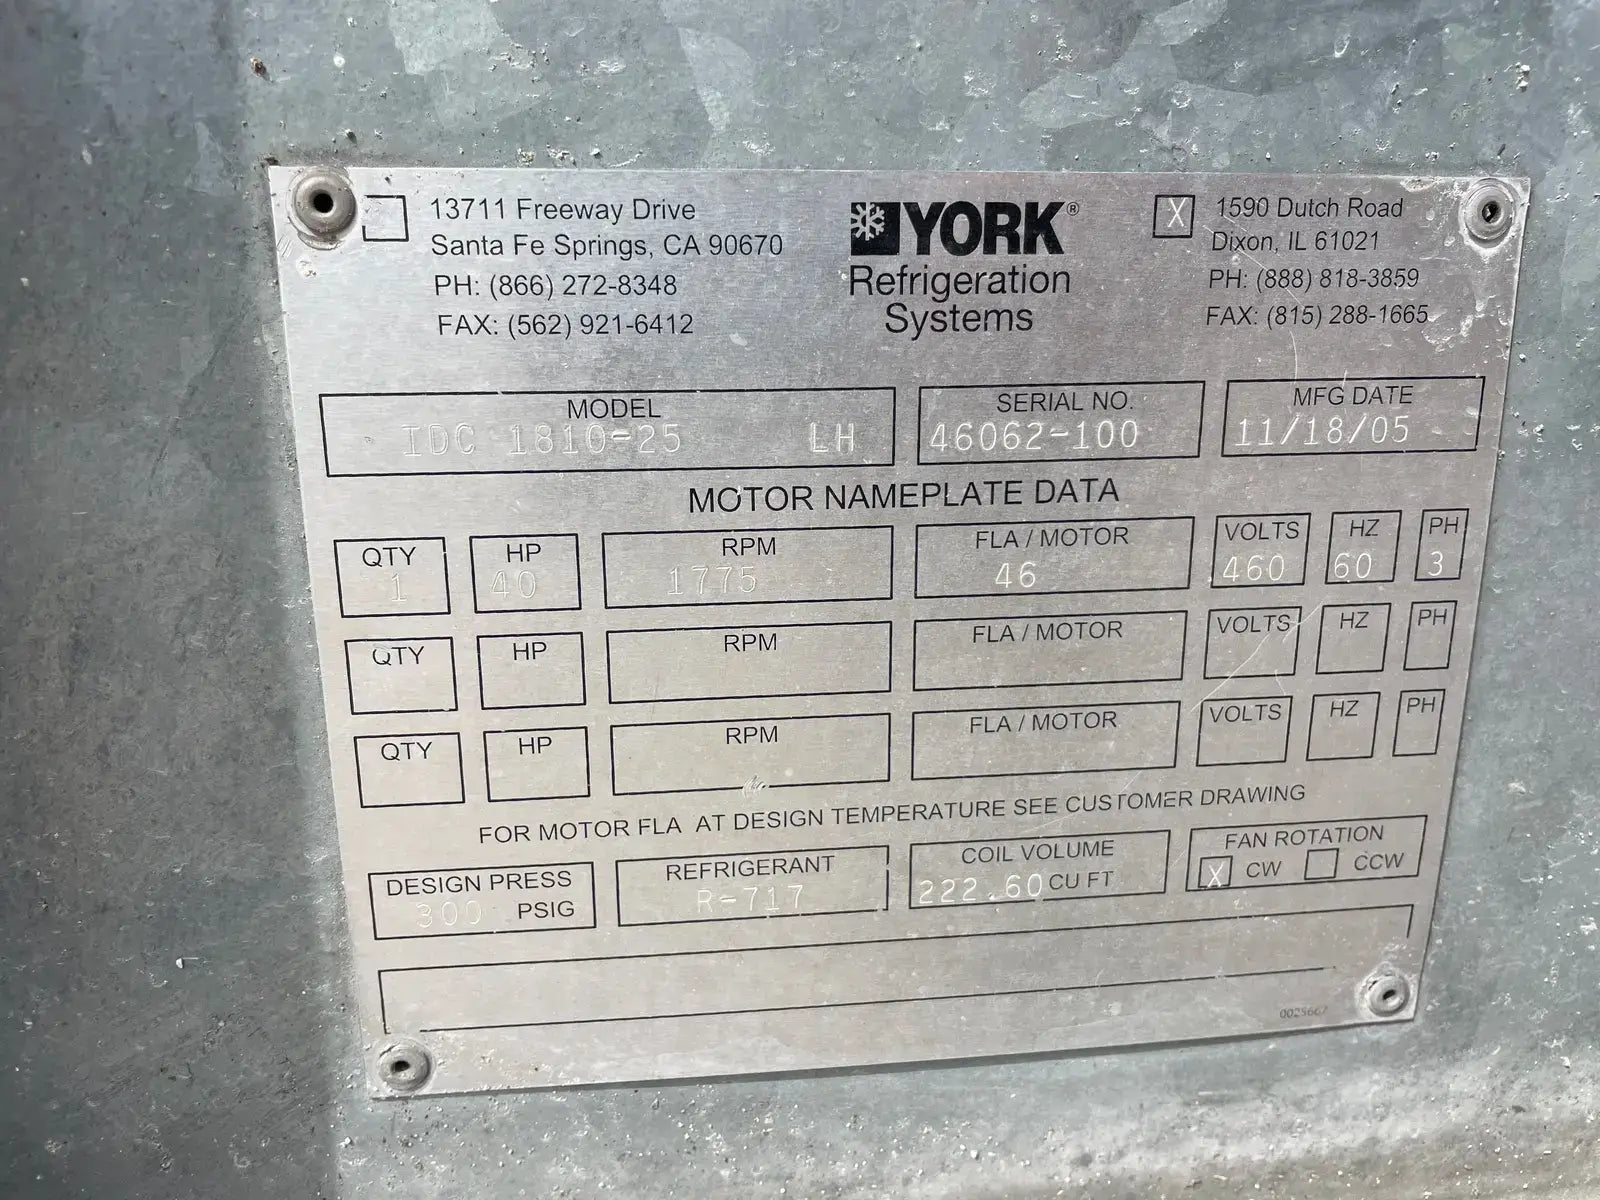 13711 Freeway Drive
Santa Fe Springs, CA 90670
PH: (866) 272-8348
FAX: (562) 921-6412
YORK®
Refrigeration
Systems
X 1590 Dutch Road
Dixon, IL 61021
PH: (888) 818-3859
FAX: (815) 288-1665
MODEL
IDC 1810-25 LH
SERIAL NO.
46062-100
MFG DATE
11/18/05
MOTOR NAMEPLATE DATA
QTY HP RPM FLA / MOTOR VOLTS HZ PH
1 40 1775 46 460 60 3
QTY HP RPM FLA / MOTOR VOLTS HZ PH
QTY HP RPM FLA / MOTOR VOLTS HZ PH
FOR MOTOR FLA AT DESIGN TEMPERATURE SEE CUSTOMER DRAWING
DESIGN PRESS
300 PSIG
REFRIGERANT
R-717
COIL VOLUME
222.60 CU FT
FAN ROTATION
X CW CCW